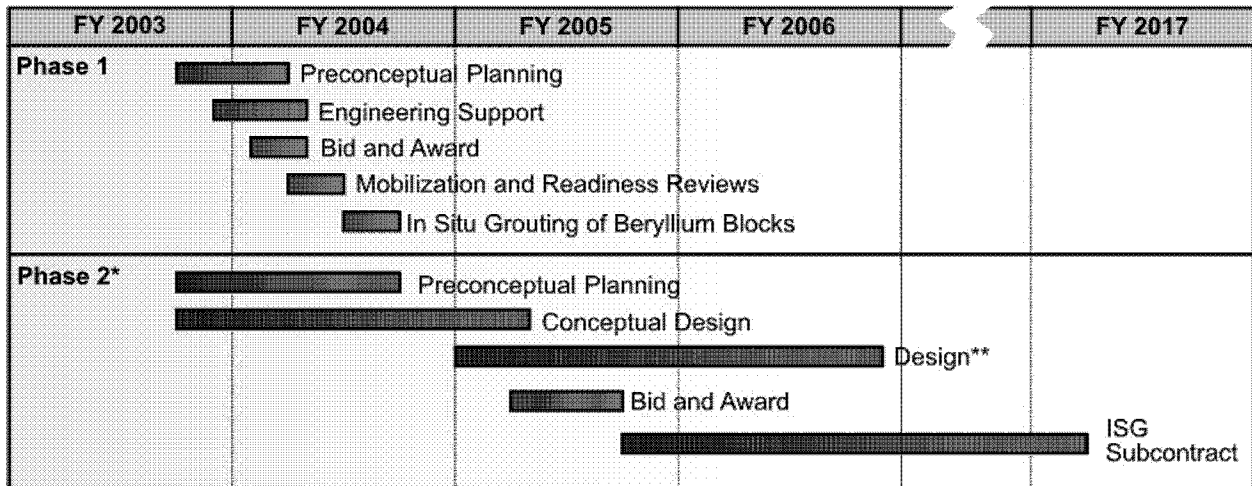 FY 2003 FY 2004 FY 2005 FY 2006 FY 2017
Phase 1
Preconceptual Planning
Engineering Support
Bid and Award
Mobilization and Readiness Reviews
In Situ Grouting of Beryllium Blocks
Phase 2*
Preconceptual Planning
Conceptual Design
Design**
Bid and Award
ISG
Subcontract